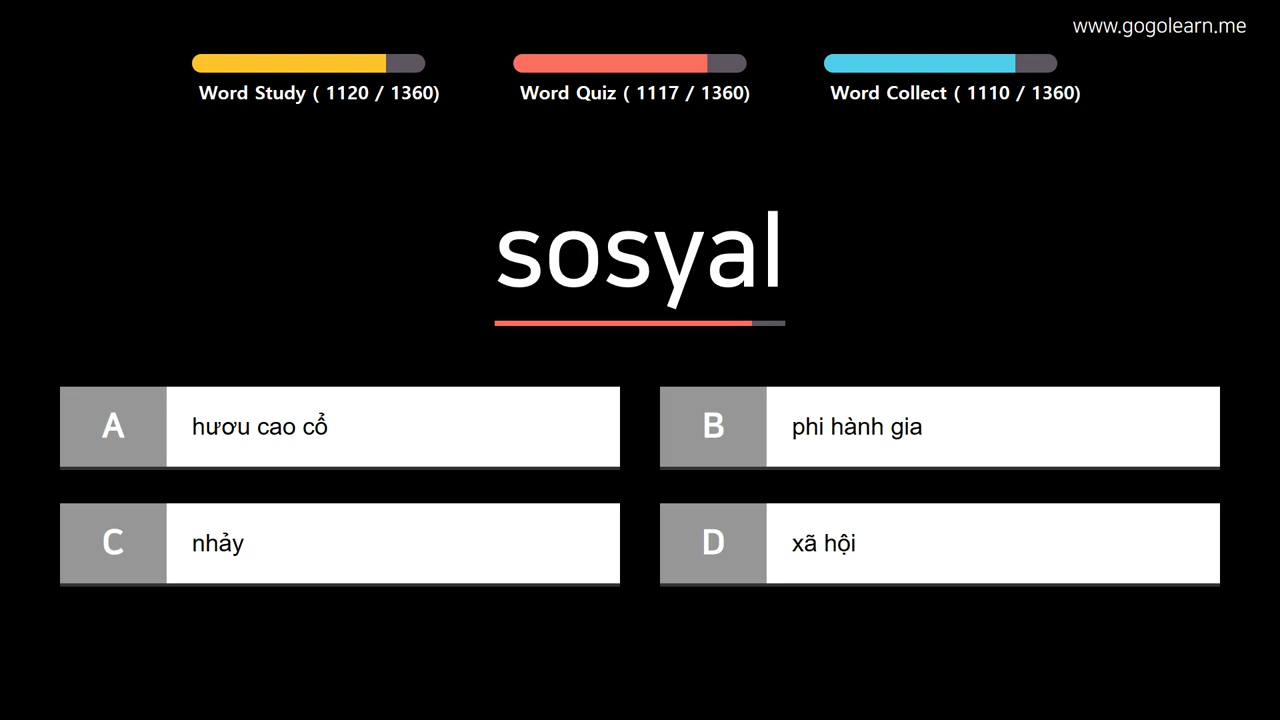 www.gogolearn.me
Word Study ( 1120 / 1360)
Word Quiz ( 1117 / 1360)
Word Collect ( 1110 / 1360)
sosyal
A hươu cao cổ
B phi hành gia
C nhảy
D xã hội